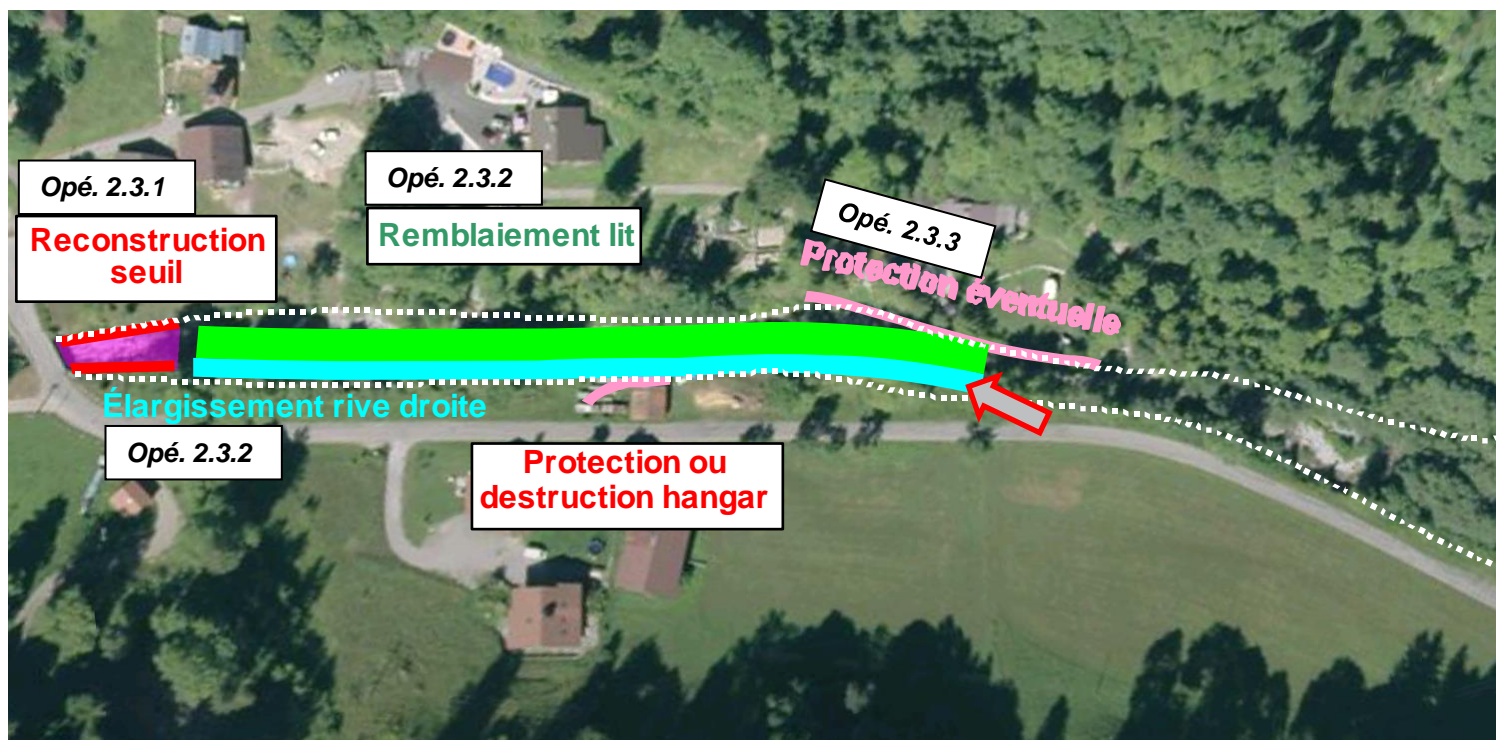 Opé. 2.3.1
Reconstruction
seuil
Opé. 2.3.2
Remblaiement lit
Opé. 2.3.3
Protection éventuelle
Élargissement rive droite
Opé. 2.3.2
Protection ou
destruction hangar